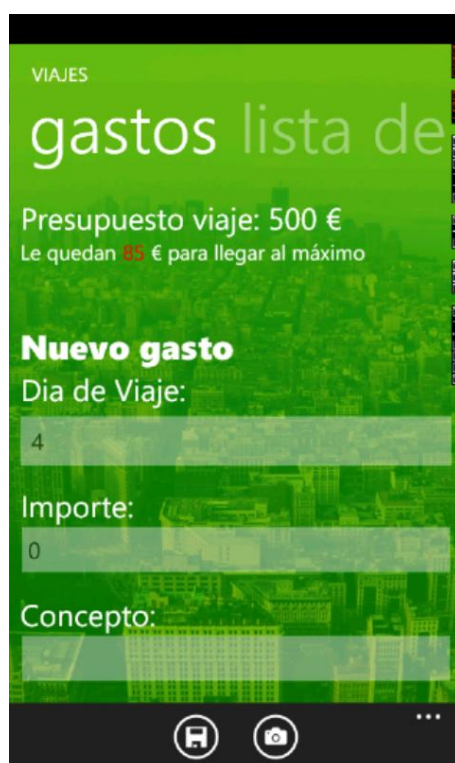 VIAJES
gastos lista de
Presupuesto viaje: 500 €
Le quedan 85 € para llegar al máximo
Nuevo gasto
Dia de Viaje:
4
Importe:
0
Concepto: